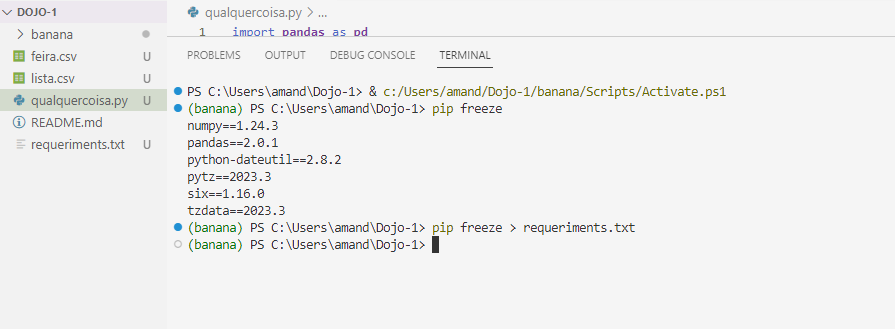 DOJO-1
banana
feira.csv U
lista.csv U
qualquercoisa.py U
README.md
requeriments.txt U
qualquercoisa.py > ...
1 import pandas as pd
PROBLEMS OUTPUT DEBUG CONSOLE TERMINAL
PS C:\Users\amand\Dojo-1> & c:/Users/amand/Dojo-1/banana/Scripts/Activate.ps1
(banana) PS C:\Users\amand\Dojo-1> pip freeze
numpy==1.24.3
pandas==2.0.1
python-dateutil==2.8.2
pytz==2023.3
six==1.16.0
tzdata==2023.3
(banana) PS C:\Users\amand\Dojo-1> pip freeze > requeriments.txt
(banana) PS C:\Users\amand\Dojo-1>